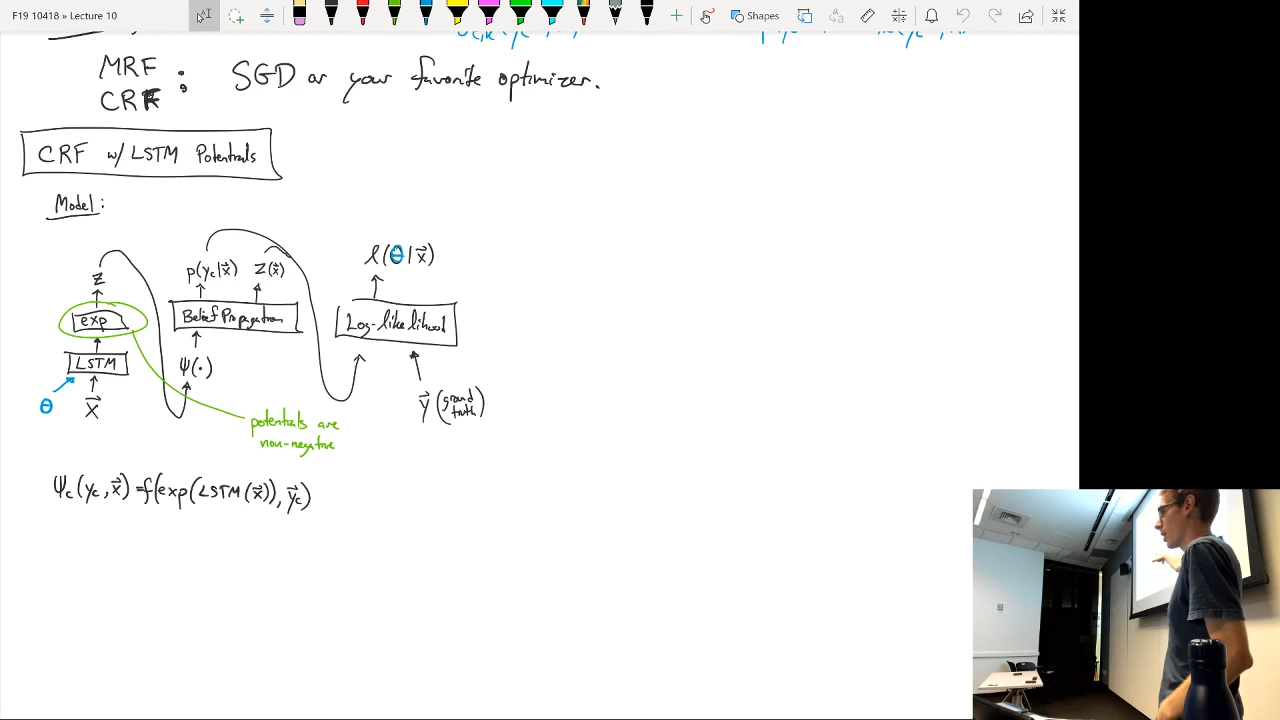 F19 10418 » Lecture 10
Shapes
MRF
CRF : SGD or your favorite optimizer.
CRF w/ LSTM Potentials
Model:
ℓ(θ|x⃗)
z
p(y_c|x⃗) Z(x⃗)
exp
Belief Propagation
Log-likelihood
LSTM
ψ(·)
θ
x⃗
y⃗ (ground truth)
potentials are
non-negative
ψ_c(y_c, x⃗) = f(exp(LSTM(x⃗)), y⃗_c)